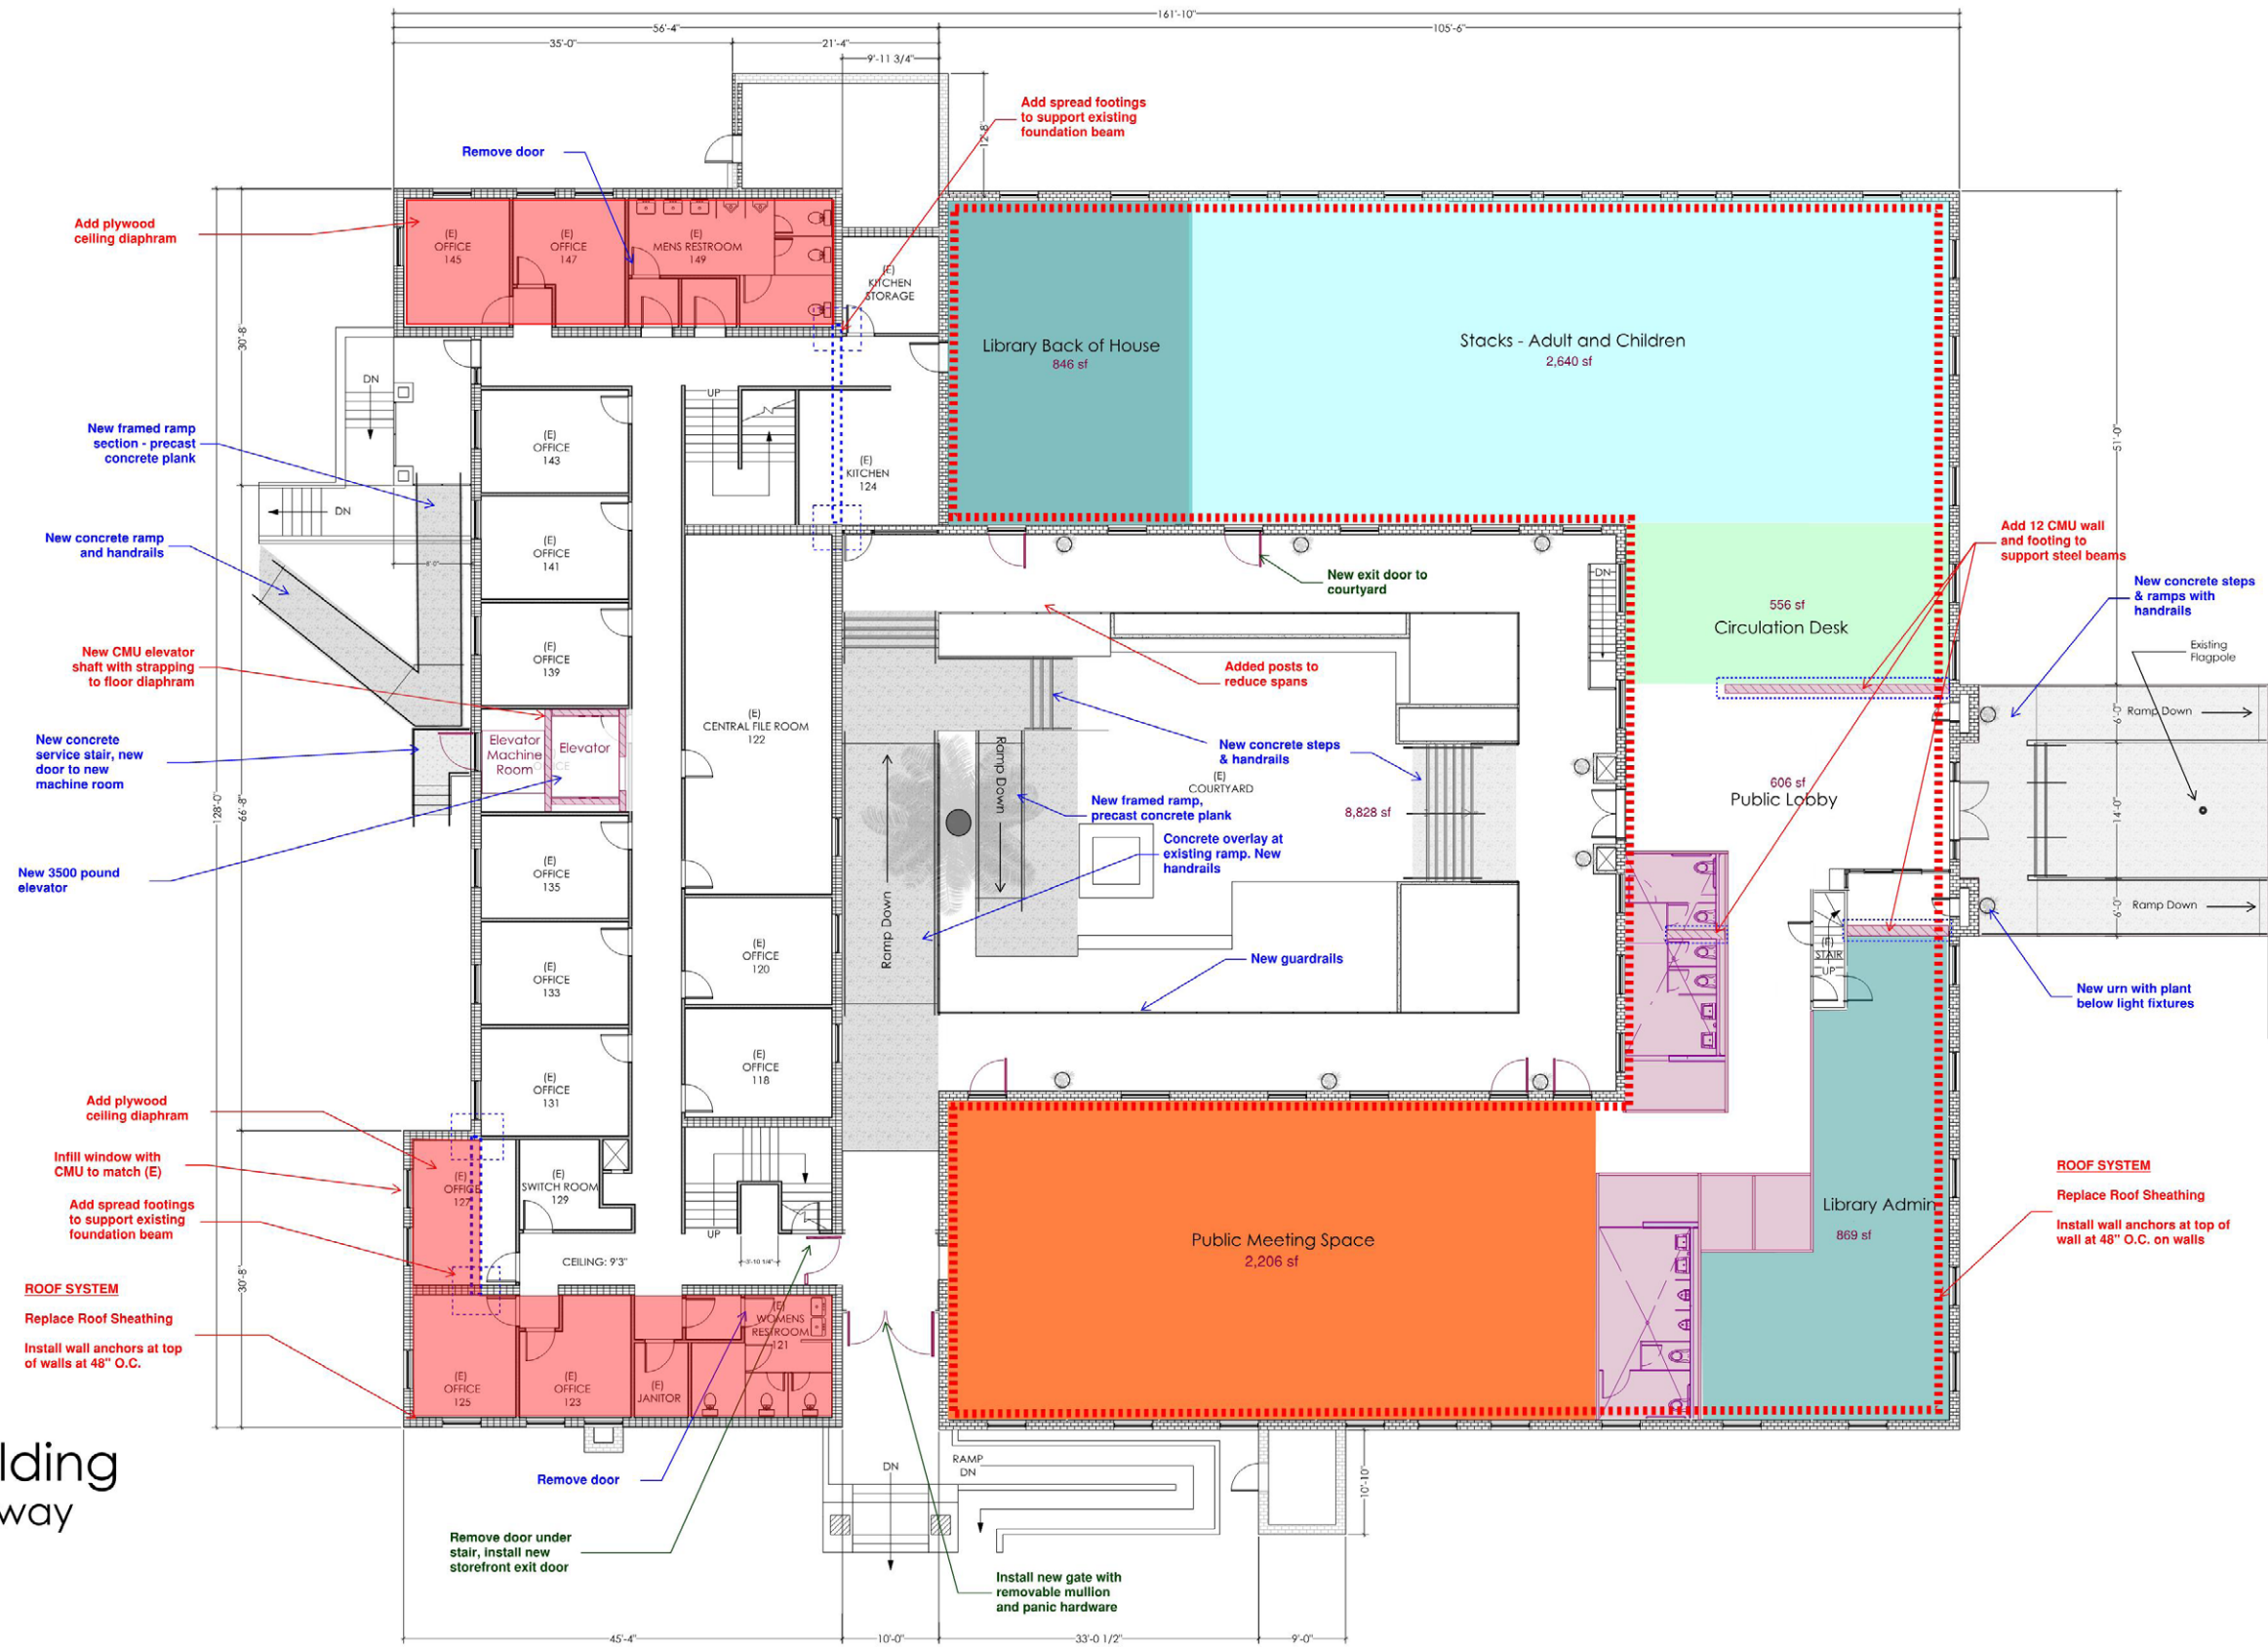 161'-10"
56'-4"
105'-6"
35'-0"
21'-4"
9'-11 3/4"
12'-8"
Add spread footings
to support existing
foundation beam
Remove door
Add plywood
ceiling diaphram
(E)
OFFICE
145
(E)
OFFICE
147
(E)
MENS RESTROOM
149
(E)
KITCHEN
STORAGE
30'-8"
Library Back of House
846 sf
Stacks - Adult and Children
2,640 sf
DN
UP
New framed ramp
section - precast
concrete plank
(E)
OFFICE
143
(E)
KITCHEN
124
51'-0"
DN
New concrete ramp
and handrails
(E)
OFFICE
141
Add 12 CMU wall
and footing to
support steel beams
New exit door to
courtyard
DN
New concrete steps
& ramps with
handrails
556 sf
Circulation Desk
New CMU elevator
shaft with strapping
to floor diaphram
(E)
OFFICE
139
Added posts to
reduce spans
Existing
Flagpole
(E)
CENTRAL FILE ROOM
122
6'-0"
Ramp Down
New concrete
service stair, new
door to new
machine room
Elevator
Machine
Room
Elevator
OFFICE
New concrete steps
& handrails
Ramp Down
(E)
COURTYARD
8,828 sf
606 sf
Public Lobby
128'-0"
66'-8"
New framed ramp,
precast concrete plank
14'-0"
Concrete overlay at
existing ramp. New
handrails
New 3500 pound
elevator
(E)
OFFICE
135
Ramp Down
6'-0"
Ramp Down
(E)
OFFICE
120
(E)
STAIR
UP
New guardrails
(E)
OFFICE
133
New urn with plant
below light fixtures
(E)
OFFICE
118
(E)
OFFICE
131
Add plywood
ceiling diaphram
Infill window with
CMU to match (E)
(E)
OFFICE
127
(E)
SWITCH ROOM
129
ROOF SYSTEM
Replace Roof Sheathing
Install wall anchors at top of
wall at 48" O.C. on walls
Add spread footings
to support existing
foundation beam
Library Admin
869 sf
UP
Public Meeting Space
2,206 sf
CEILING: 9'3"
30'-8"
ROOF SYSTEM
Replace Roof Sheathing
Install wall anchors at top
of walls at 48" O.C.
(E)
WOMENS
RESTROOM
121
(E)
OFFICE
125
(E)
OFFICE
123
(E)
JANITOR
lding
way
Remove door
DN
RAMP
DN
10'-10"
Remove door under
stair, install new
storefront exit door
Install new gate with
removable mullion
and panic hardware
45'-4"
10'-0"
33'-0 1/2"
9'-0"